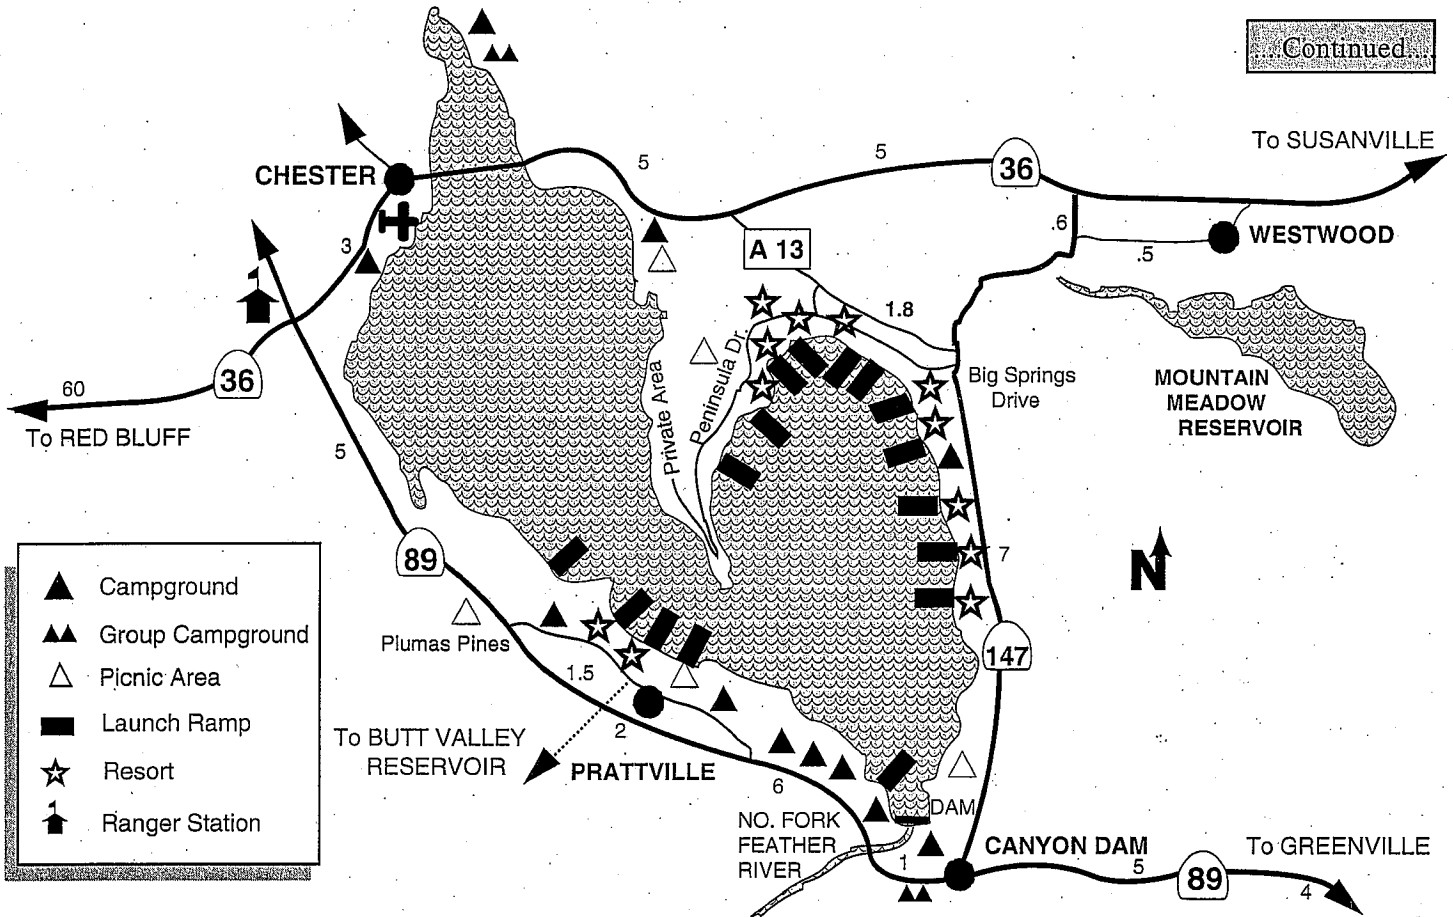 ....Continued....
To SUSANVILLE
CHESTER
5
5
36
.6
.5
WESTWOOD
3
A 13
1.8
36
60
To RED BLUFF
Peninsula Dr.
Private Area
Big Springs
Drive
MOUNTAIN
MEADOW
RESERVOIR
5
89
7
N
Plumas Pines
1.5
2
To BUTT VALLEY
RESERVOIR
PRATTVILLE
6
147
NO. FORK
FEATHER
RIVER
DAM
1
CANYON DAM
5
89
To GREENVILLE
4
Campground
Group Campground
Picnic Area
Launch Ramp
Resort
Ranger Station